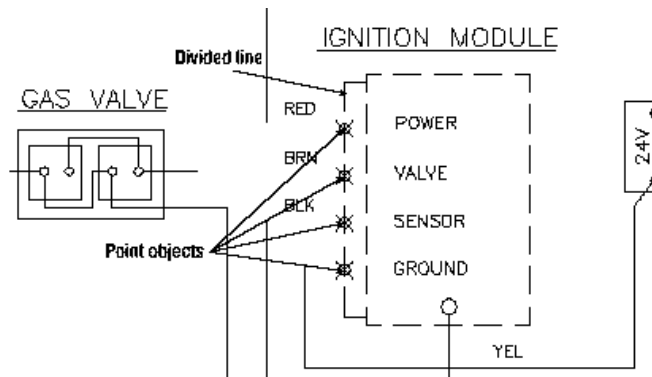 IGNITION MODULE
Divided line
GAS VALVE
RED
POWER
24V
BRN
VALVE
BLK
SENSOR
Point objects
GROUND
YEL